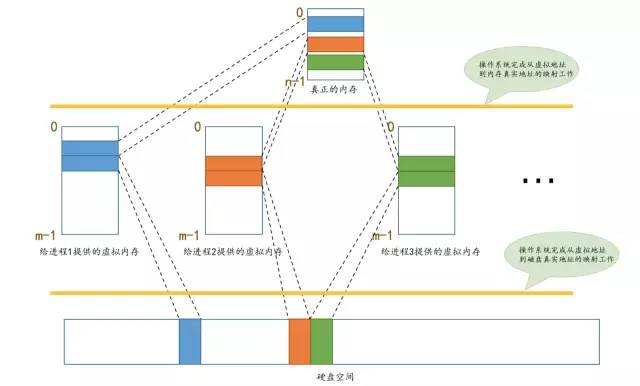 0
n-1
真正的内存
操作系统完成从虚拟地址
到内存真实地址的映射工作
0
0
0
...
m-1
m-1
m-1
给进程1提供的虚拟内存
给进程2提供的虚拟内存
给进程3提供的虚拟内存
操作系统完成从虚拟地址
到磁盘真实地址的映射工作
硬盘空间